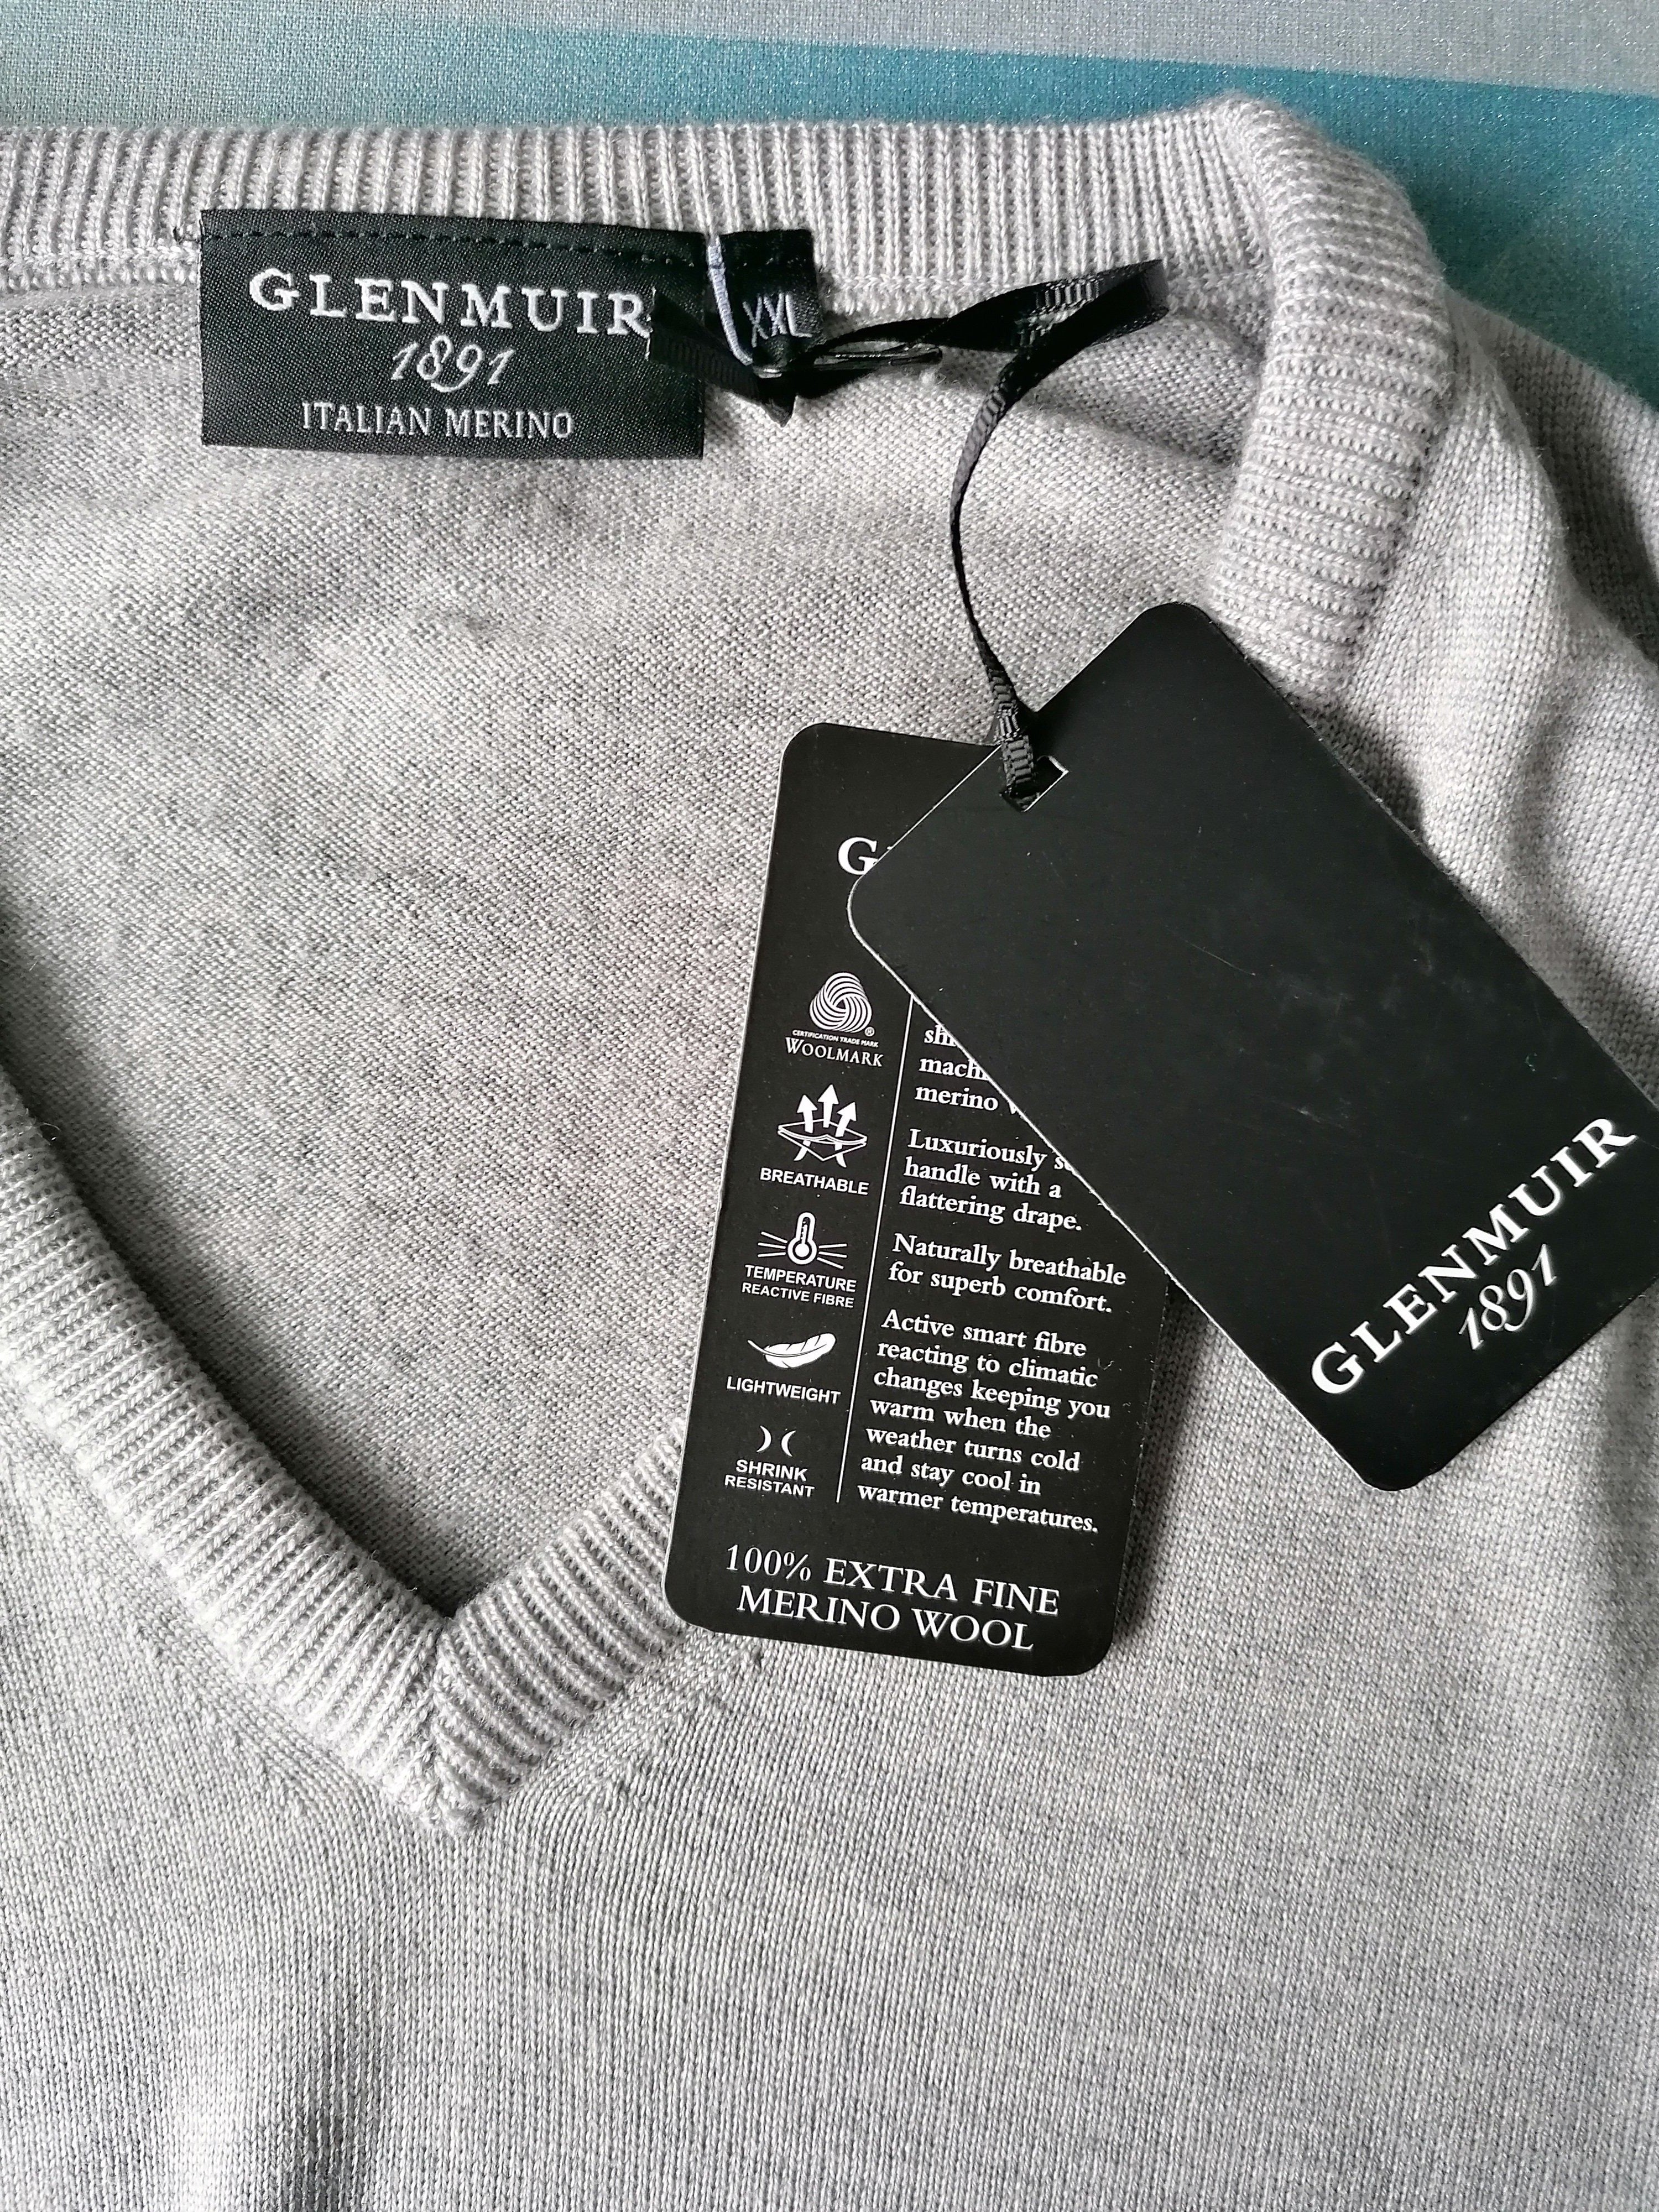 GLENMUIR
1891
ITALIAN MERINO
XXL
CERTIFICATION TRADE MARK
WOOLMARK
merino
BREATHABLE
Luxuriously
handle with a
flattering drape.
TEMPERATURE
REACTIVE FIBRE
Naturally breathable
for superb comfort.
LIGHTWEIGHT
Active smart fibre
reacting to climatic
changes keeping you
warm when the
weather turns cold
and stay cool in
warmer temperatures.
SHRINK
RESISTANT
100% EXTRA FINE
MERINO WOOL
GLENMUIR
1891